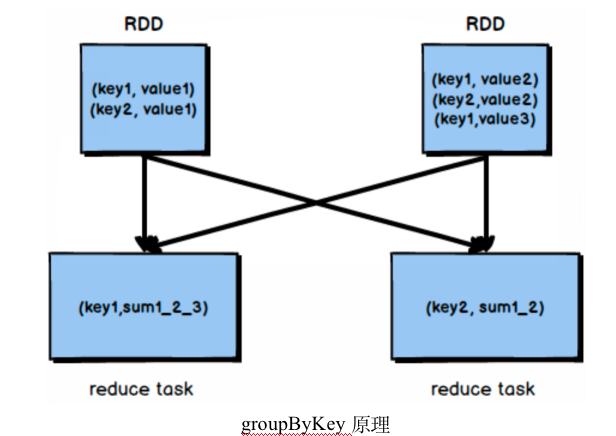 RDD
RDD
(key1, value1)
(key2, value1)
(key1, value2)
(key2,value2)
(key1,value3)
(key1,sum1_2_3)
(key2, sum1_2)
reduce task
reduce task
groupByKey 原理